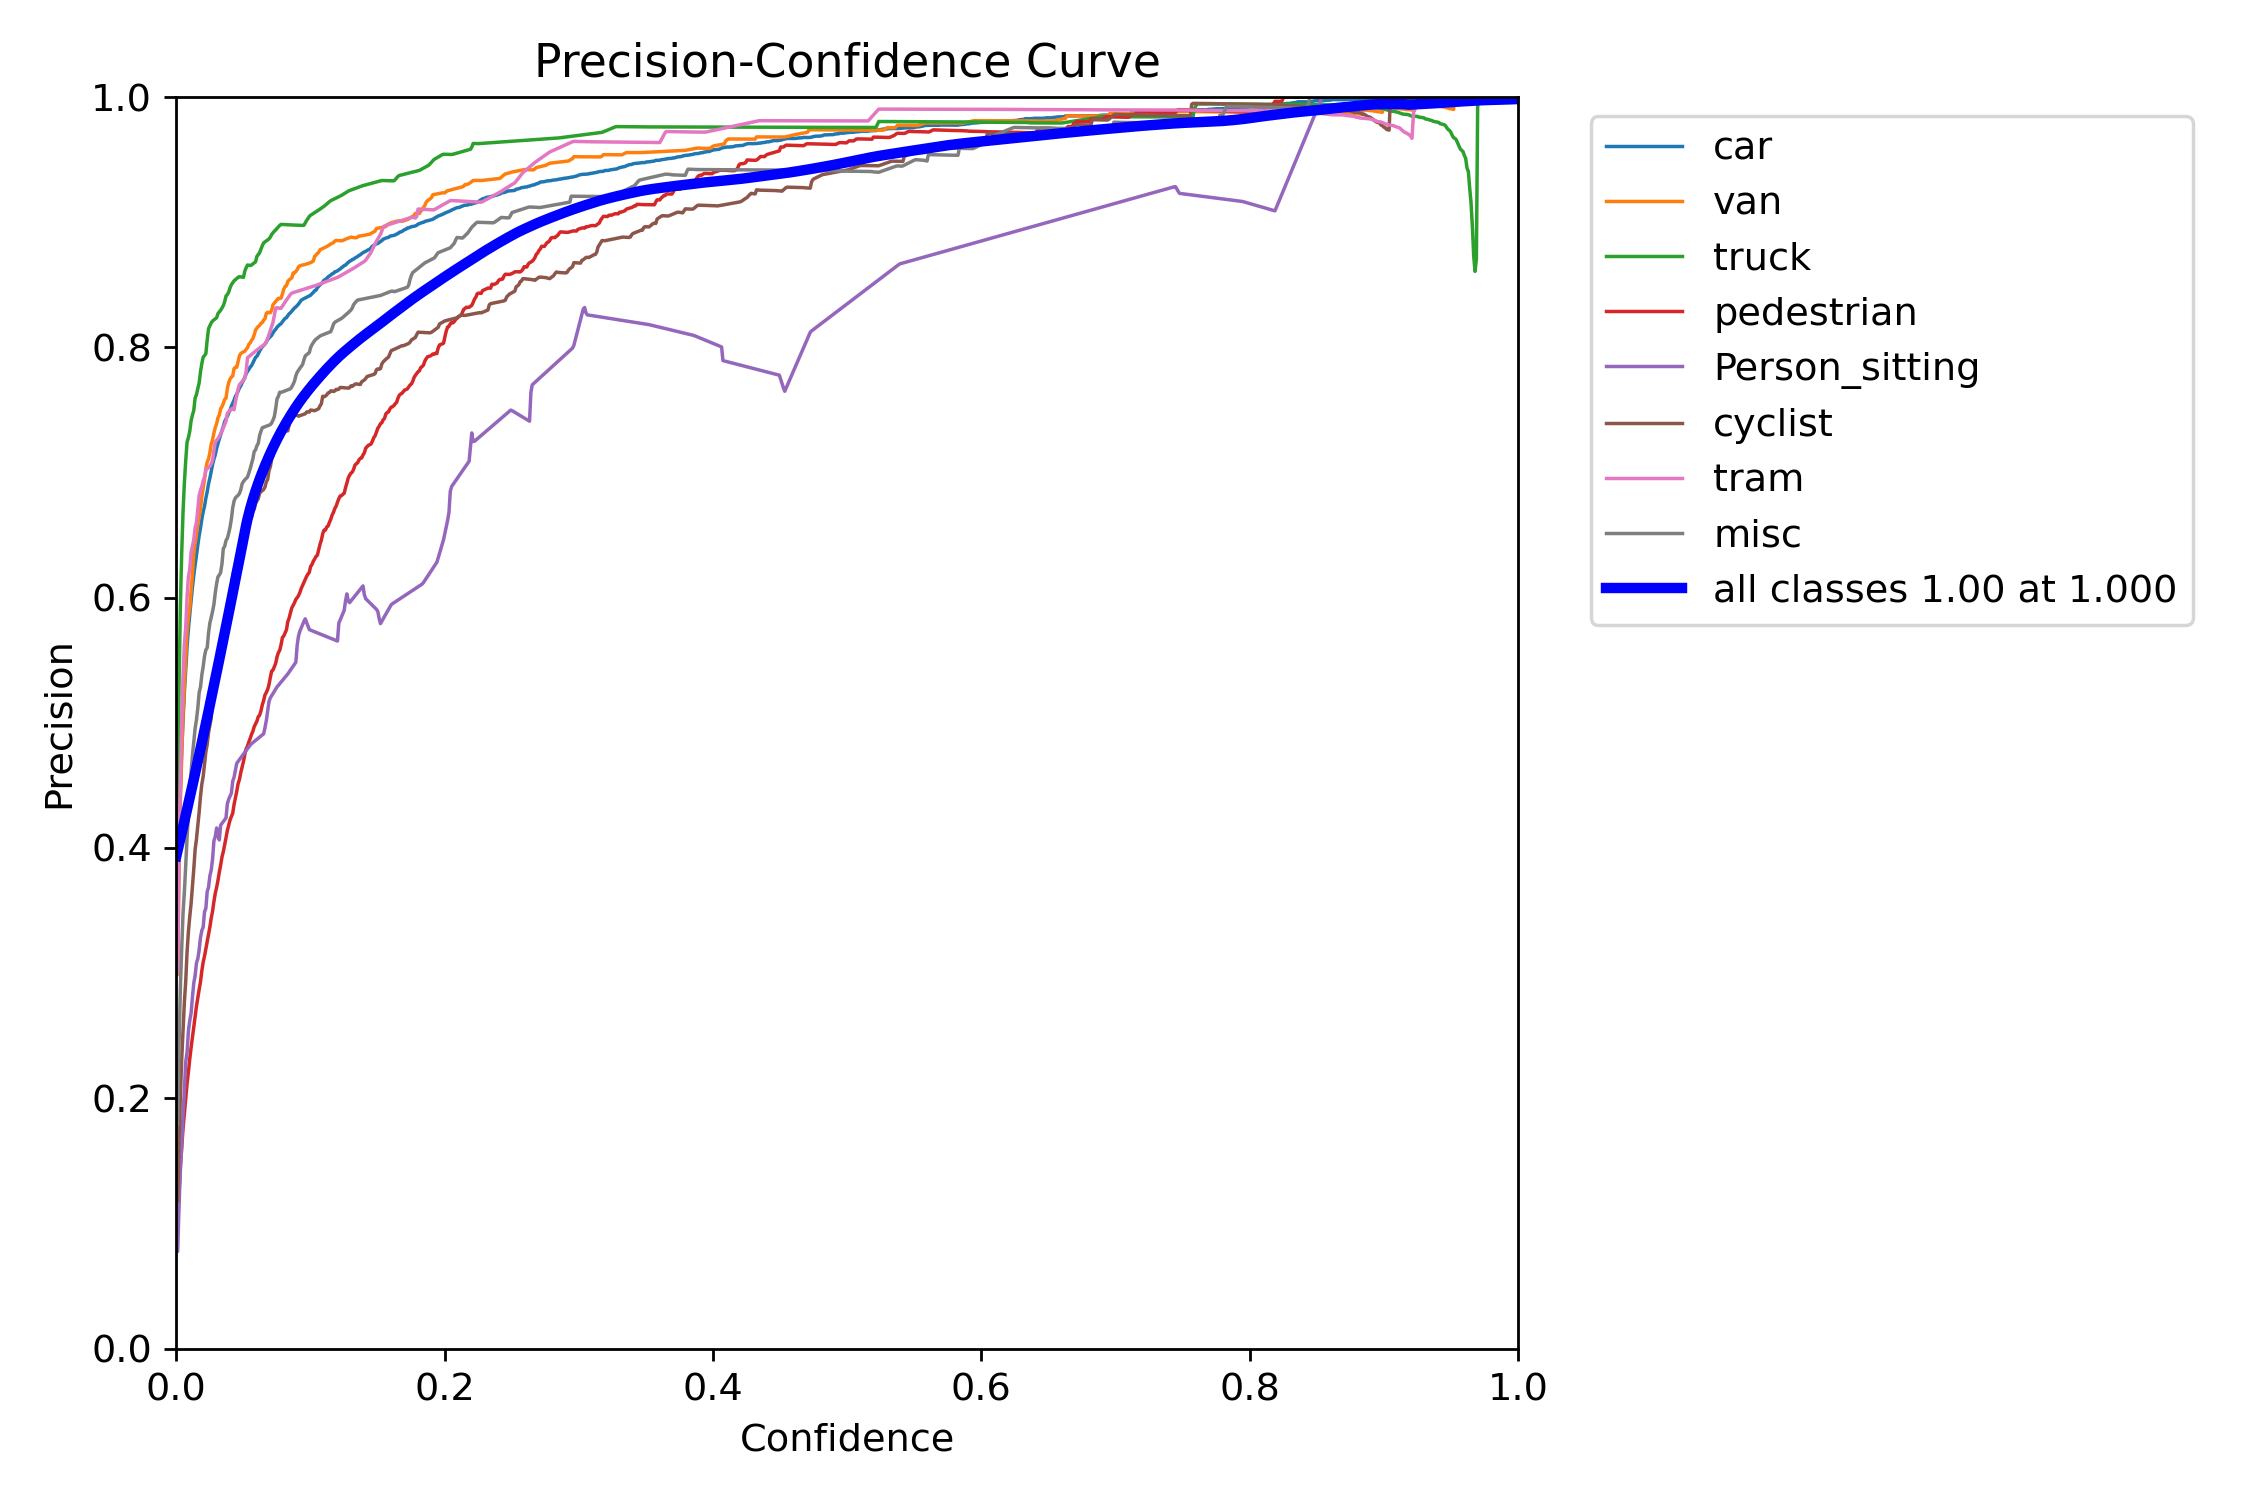 Precision-Confidence Curve
1.0
0.8
0.6
0.4
0.2
0.0
Precision
0.0 0.2 0.4 0.6 0.8 1.0
Confidence
car
van
truck
pedestrian
Person_sitting
cyclist
tram
misc
all classes 1.00 at 1.000